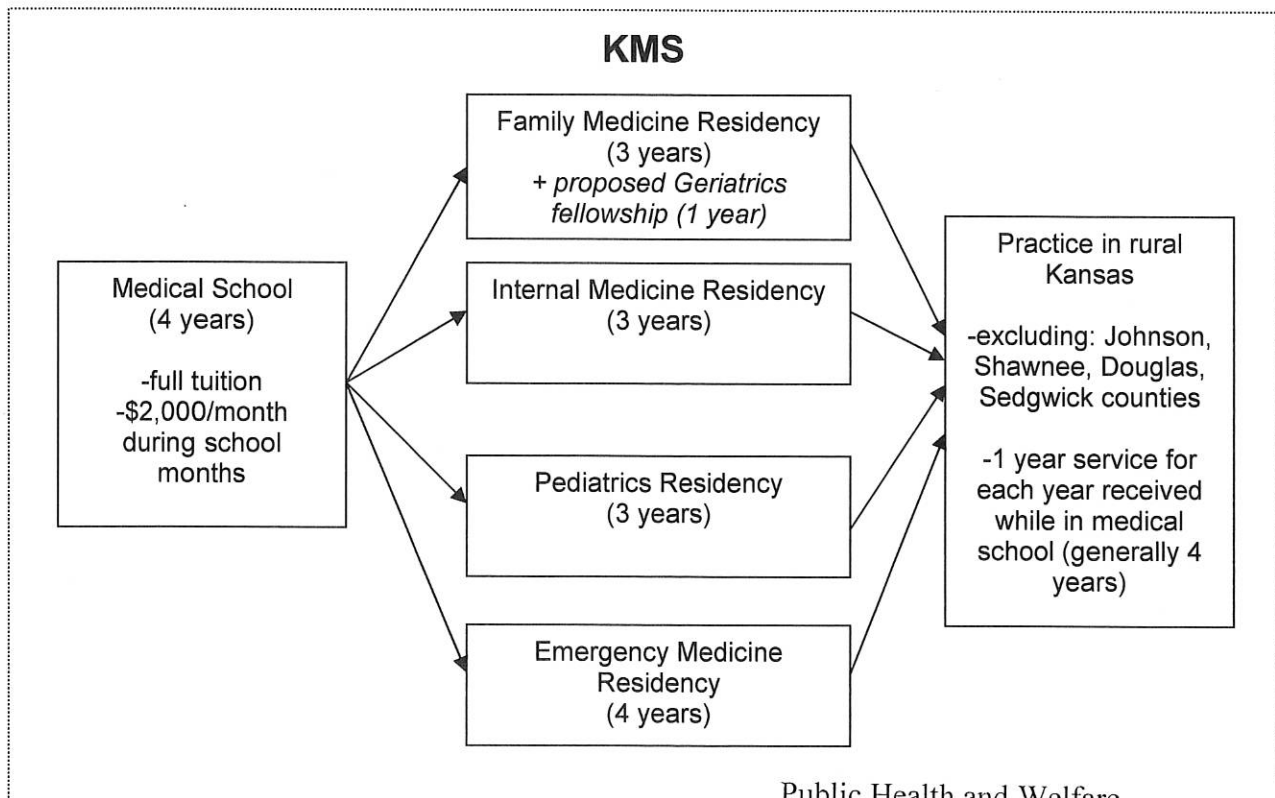 KMS
Medical School
(4 years)
-full tuition
-$2,000/month
during school
months
Family Medicine Residency
(3 years)
+ proposed Geriatrics
fellowship (1 year)
Internal Medicine Residency
(3 years)
Pediatrics Residency
(3 years)
Emergency Medicine
Residency
(4 years)
Practice in rural
Kansas
-excluding: Johnson,
Shawnee, Douglas,
Sedgwick counties
-1 year service for
each year received
while in medical
school (generally 4
years)
Public Health and Welfare